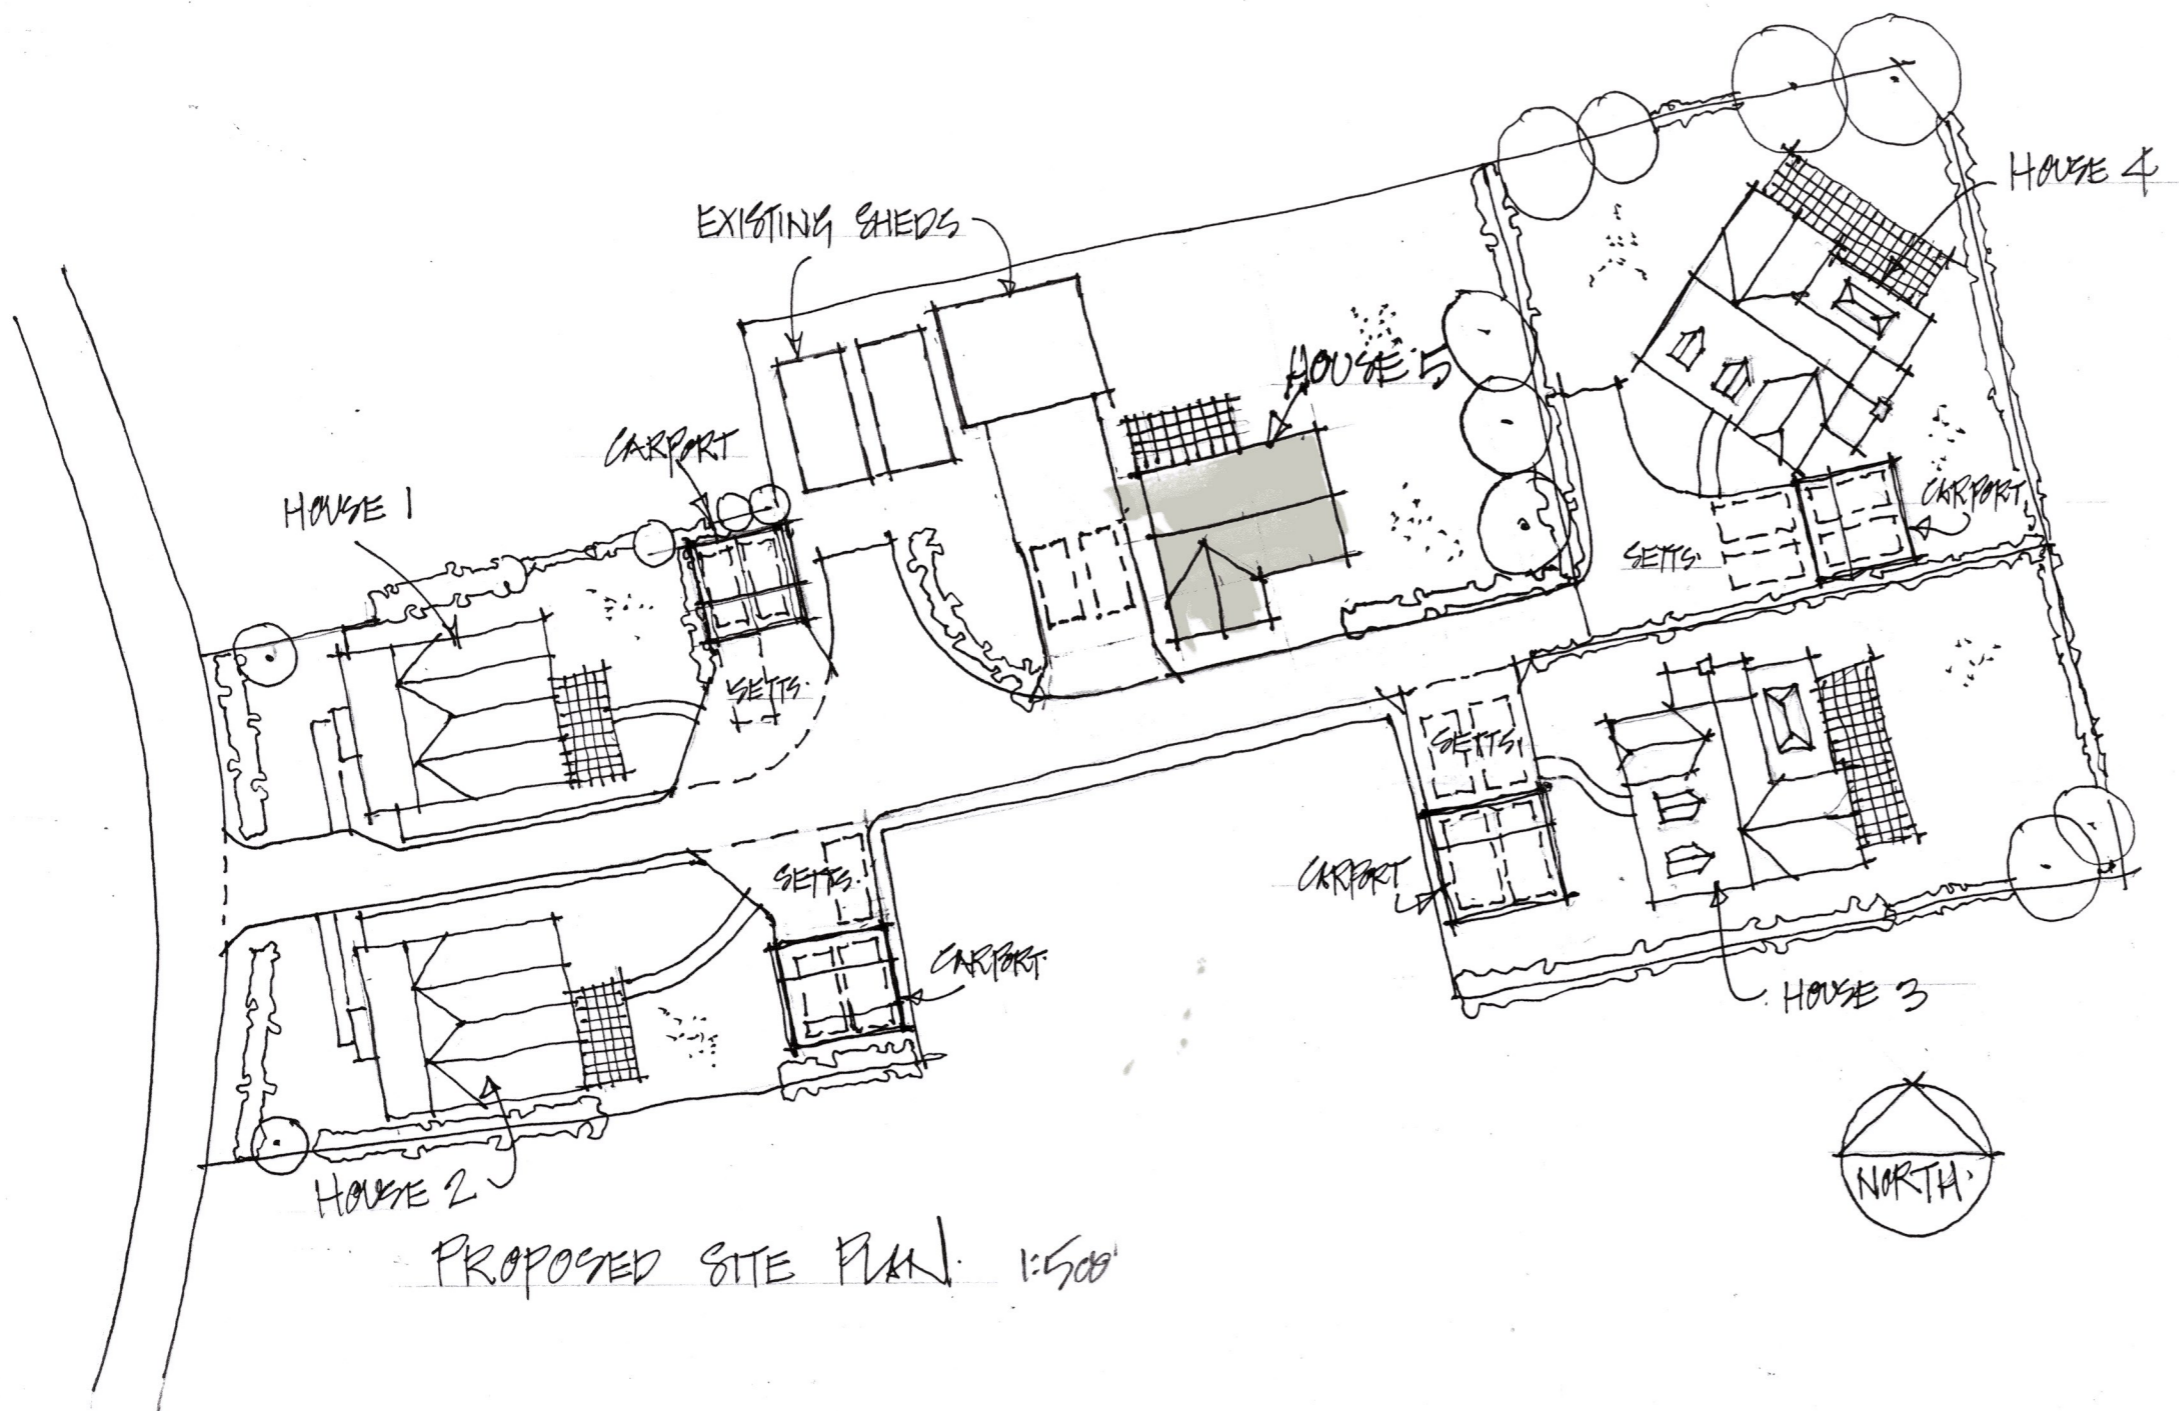 HOUSE 4
EXISTING SHEDS
HOUSE 5
CARPORT
HOUSE 1
CARPORT
SETTS.
SETTS.
SETTS.
SETTS.
CARPORT
CARPORT.
HOUSE 3
HOUSE 2
NORTH.
PROPOSED SITE PLAN. 1:500